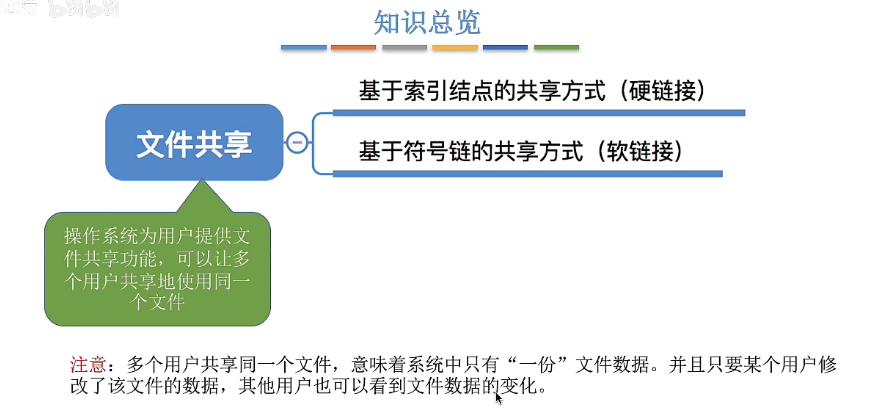 bilibili
知识总览
基于索引结点的共享方式（硬链接）
文件共享
基于符号链的共享方式（软链接）
操作系统为用户提供文
件共享功能，可以让多
个用户共享地使用同一
个文件
注意：多个用户共享同一个文件，意味着系统中只有“一份”文件数据。并且只要某个用户修
改了该文件的数据，其他用户也可以看到文件数据的变化。